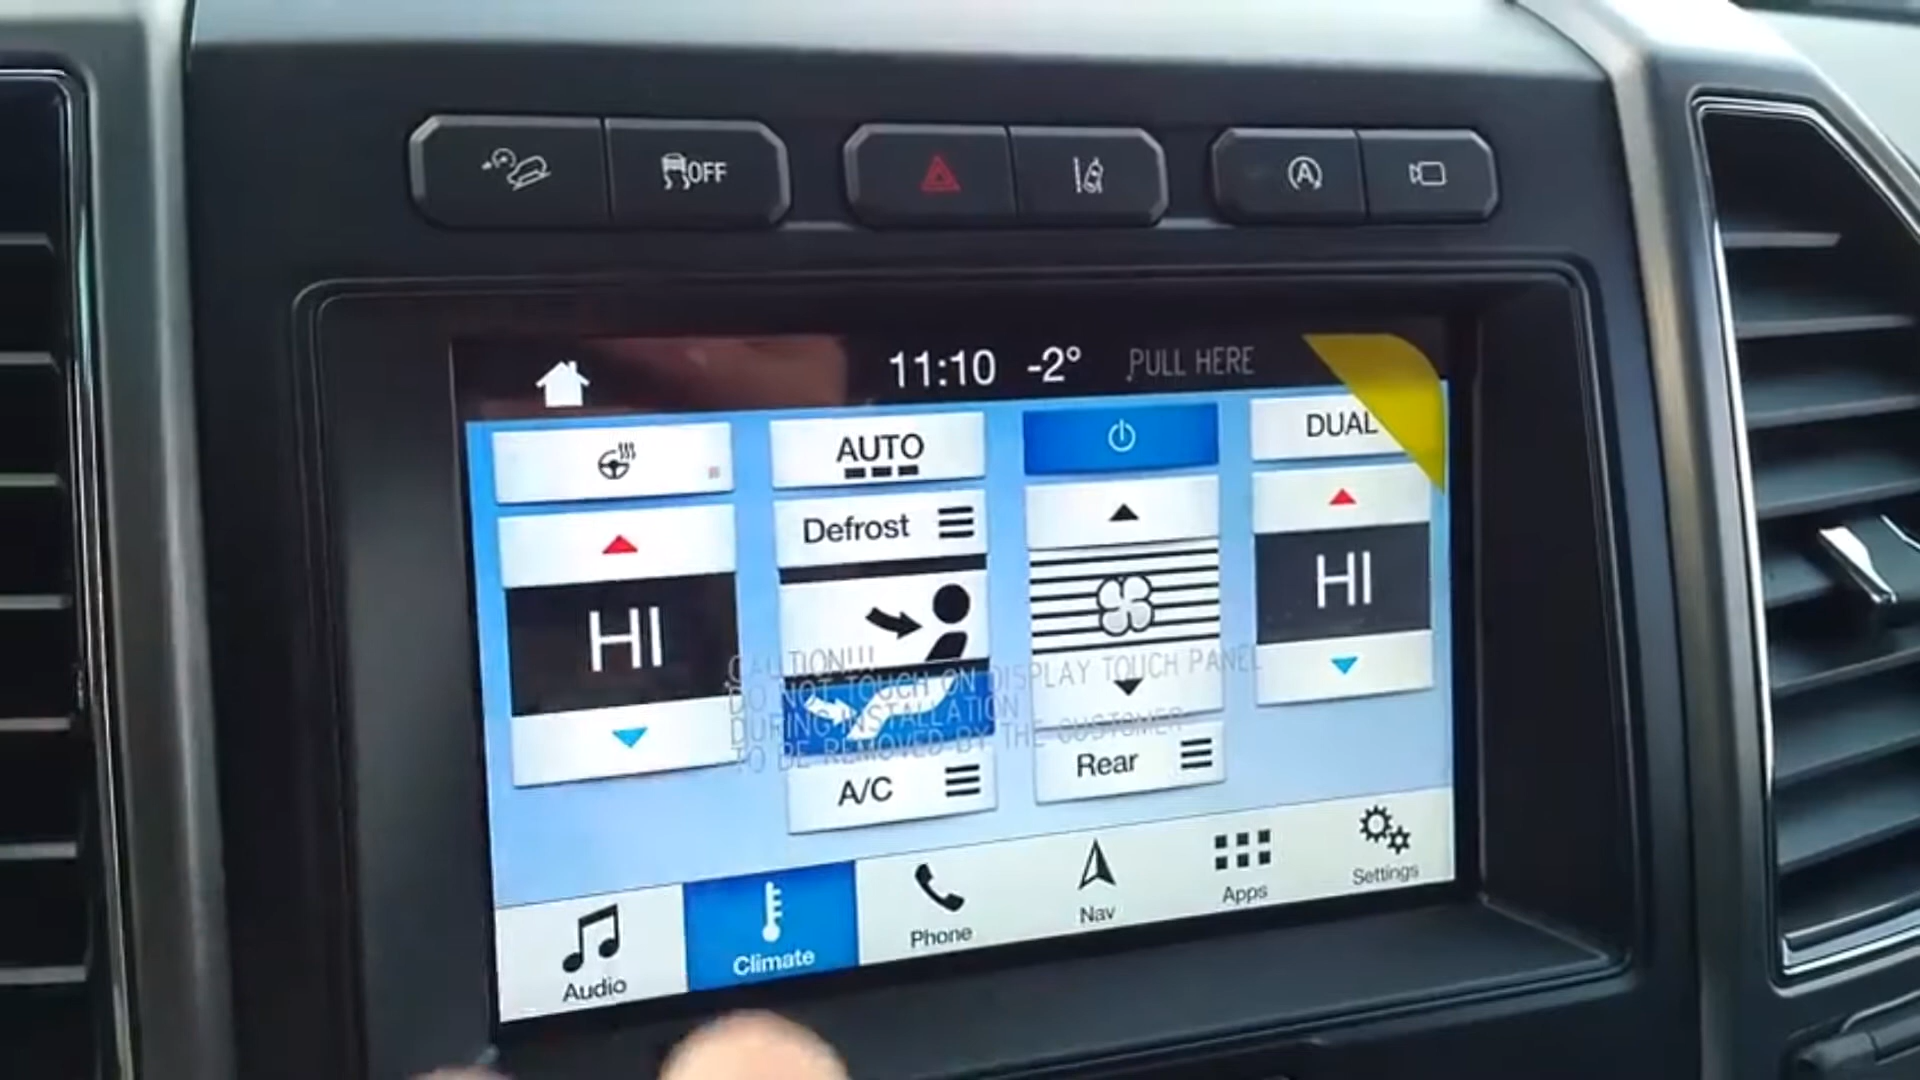 OFF
A
11:10 -2° PULL HERE
AUTO
DUAL
Defrost
HI
HI
CAUTION!!!
DO NOT TOUCH ON DISPLAY TOUCH PANEL
DURING INSTALLATION
TO BE REMOVED BY THE CUSTOMER
Rear
A/C
Audio
Climate
Phone
Nav
Apps
Settings